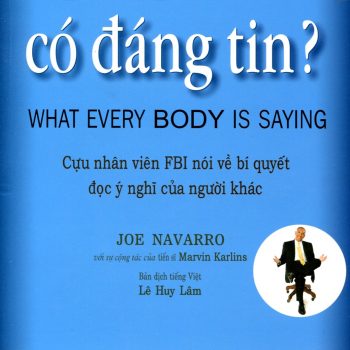 có đáng tin?
WHAT EVERY BODY IS SAYING
Cựu nhân viên FBI nói về bí quyết
đọc ý nghĩ của người khác
JOE NAVARRO
với sự cộng tác của tiến sĩ Marvin Karlins
Bản dịch tiếng Việt
Lê Huy Lâm